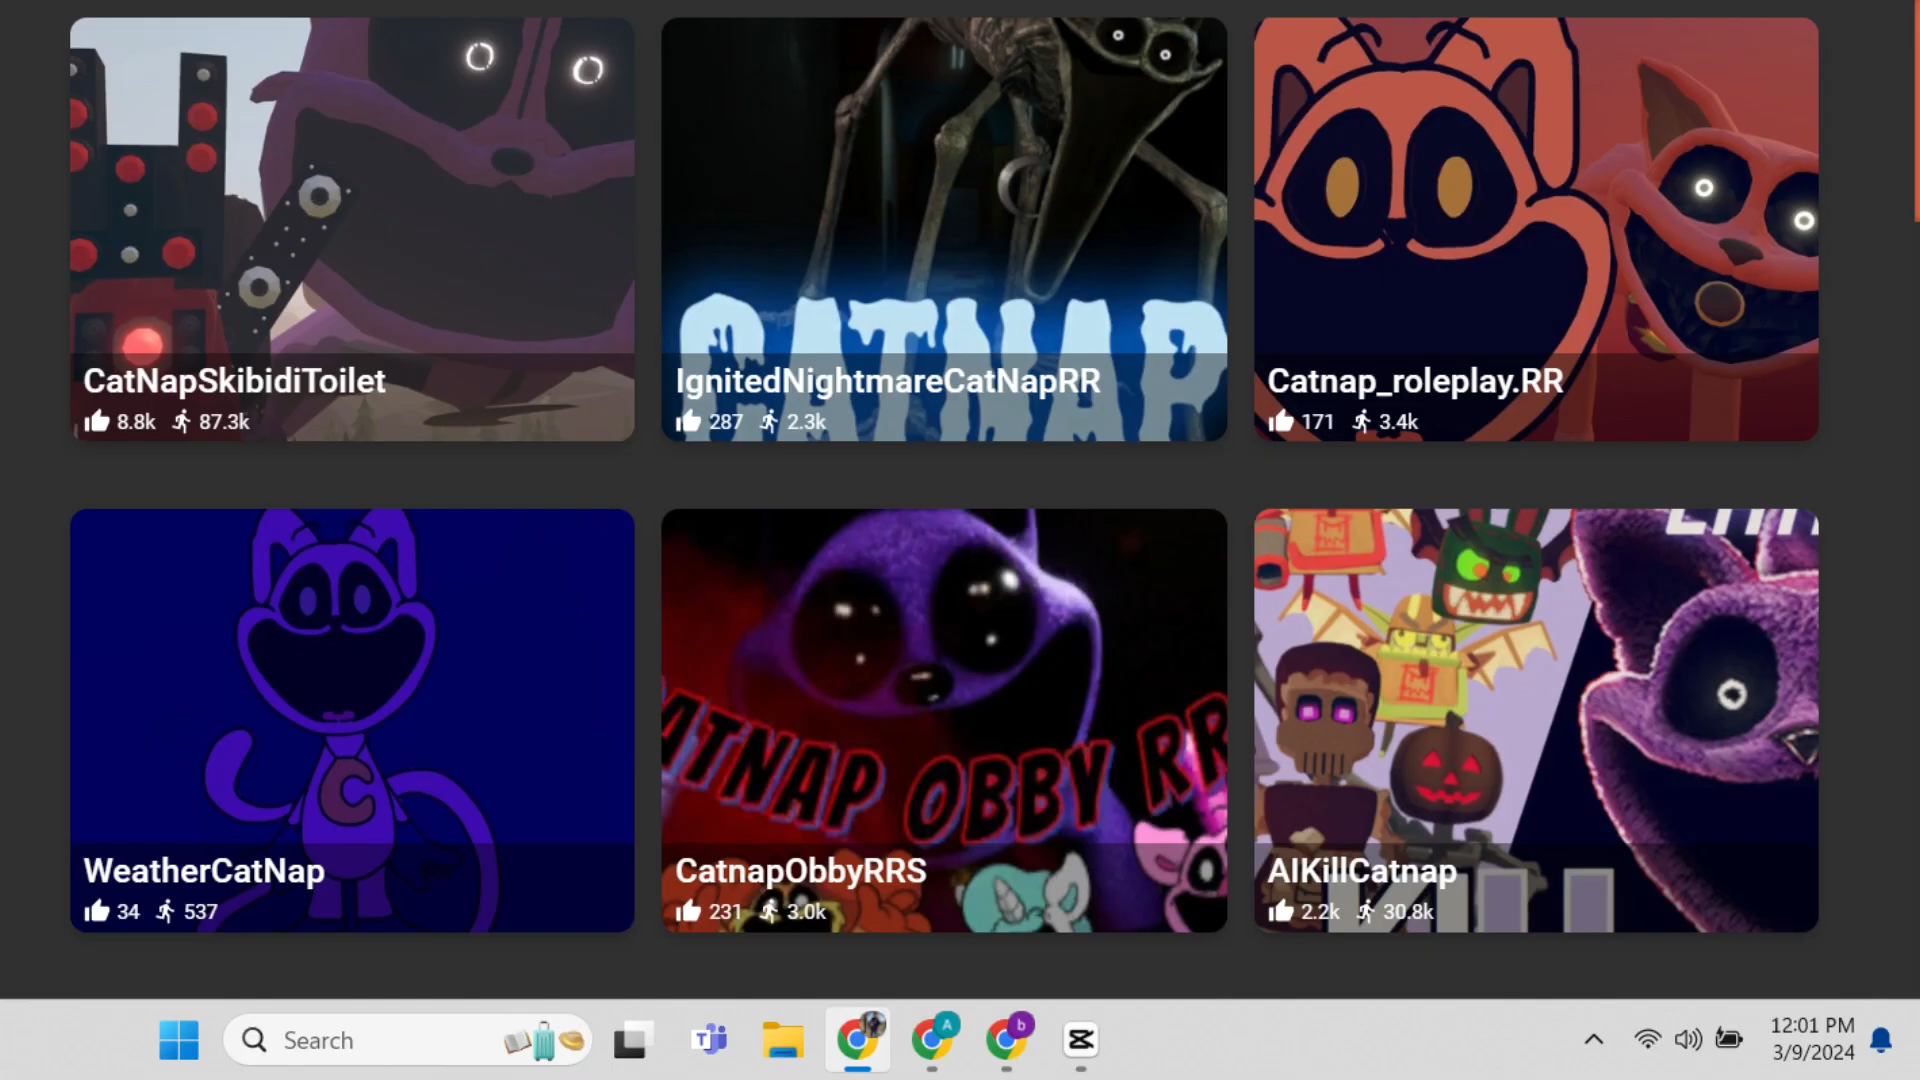 CATNAP
CatNapSkibidiToilet
8.8k 87.3k
IgnitedNightmareCatNapRR
287 2.3k
Catnap_roleplay.RR
171 3.4k
C
ATNAP OBBY RR
WeatherCatNap
34 537
CatnapObbyRRS
231 3.0k
AIKillCatnap
2.2k 30.8k
Search
T
A
b
12:01 PM
3/9/2024